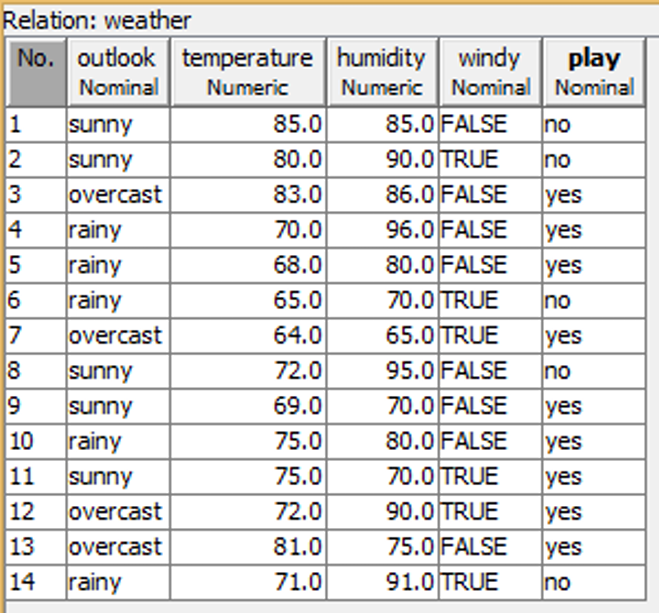 Relation: weather
No. outlook temperature humidity windy play
Nominal Numeric Numeric Nominal Nominal
1 sunny 85.0 85.0 FALSE no
2 sunny 80.0 90.0 TRUE no
3 overcast 83.0 86.0 FALSE yes
4 rainy 70.0 96.0 FALSE yes
5 rainy 68.0 80.0 FALSE yes
6 rainy 65.0 70.0 TRUE no
7 overcast 64.0 65.0 TRUE yes
8 sunny 72.0 95.0 FALSE no
9 sunny 69.0 70.0 FALSE yes
10 rainy 75.0 80.0 FALSE yes
11 sunny 75.0 70.0 TRUE yes
12 overcast 72.0 90.0 TRUE yes
13 overcast 81.0 75.0 FALSE yes
14 rainy 71.0 91.0 TRUE no